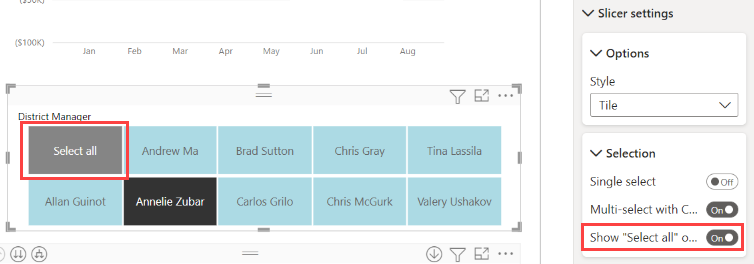 Slicer settings
($50K)
Jan Feb Mar Apr May Jun Jul Aug
Options
Style
Tile
District Manager
Select all Andrew Ma Brad Sutton Chris Gray Tina Lassila
Allan Guinot Annelie Zubar Carlos Grilo Chris McGurk Valery Ushakov
Selection
Single select Off
Multi-select with C... On
Show "Select all" o... On